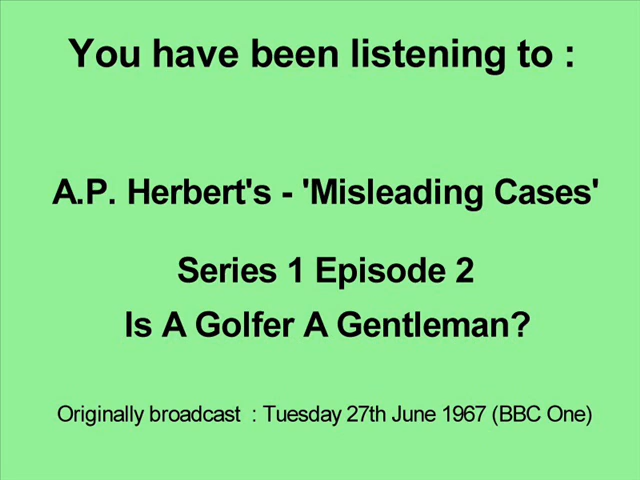 You have been listening to :
A.P. Herbert's - 'Misleading Cases'
Series 1 Episode 2
Is A Golfer A Gentleman?
Originally broadcast : Tuesday 27th June 1967 (BBC One)